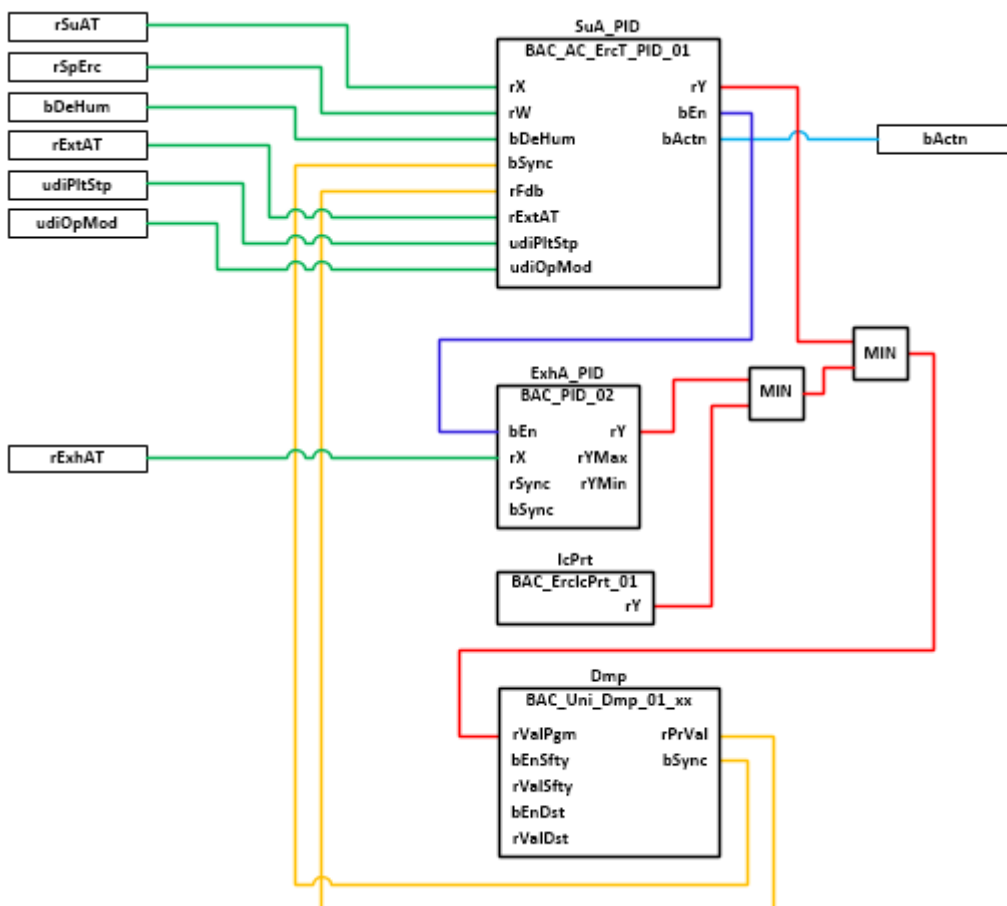 rSuAT
rSpErc
bDeHum
rExtAT
udiPltStp
udiOpMod
SuA_PID
BAC_AC_ErcT_PID_01
rX rY
rW bEn
bDeHum bActn
bSync
rFdb
rExtAT
udiPltStp
udiOpMod
bActn
MIN
MIN
ExhA_PID
BAC_PID_02
bEn rY
rX rYMax
rSync rYMin
bSync
rExhAT
IcPrt
BAC_ErcIcPrt_01
rY
Dmp
BAC_Uni_Dmp_01_xx
rValPgm rPrVal
bEnSfty bSync
rValSfty
bEnDst
rValDst